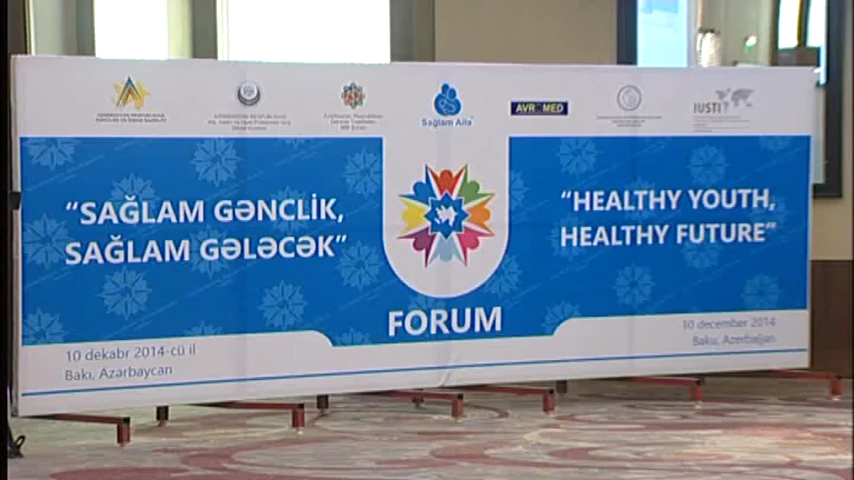 Sağlam Ailə
AVROMED
IUSTI
“SAĞLAM GƏNCLİK,
SAĞLAM GƏLƏCƏK”
“HEALTHY YOUTH,
HEALTHY FUTURE”
FORUM
10 dekabr 2014-cü il
Bakı, Azərbaycan
10 december 2014
Baku, Azerbaijan